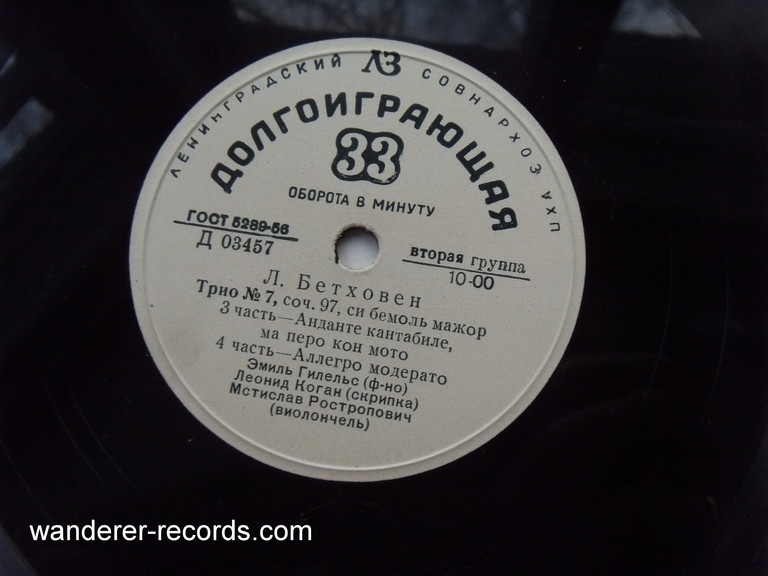 ЛЕНИНГРАДСКИЙ ЛЗ СОВНАРХОЗ УХП
ДОЛГОИГРАЮЩАЯ
33
ОБОРОТА В МИНУТУ
ГОСТ 5289-56
Д 03457
вторая группа
10-00
Л. Бетховен
Трио № 7, соч. 97, си бемоль мажор
3 часть—Анданте кантабиле,
ма перо кон мото
4 часть—Аллегро модерато
Эмиль Гилельс (ф-но)
Леонид Коган (скрипка)
Мстислав Ростропович
(виолончель)
wanderer-records.com